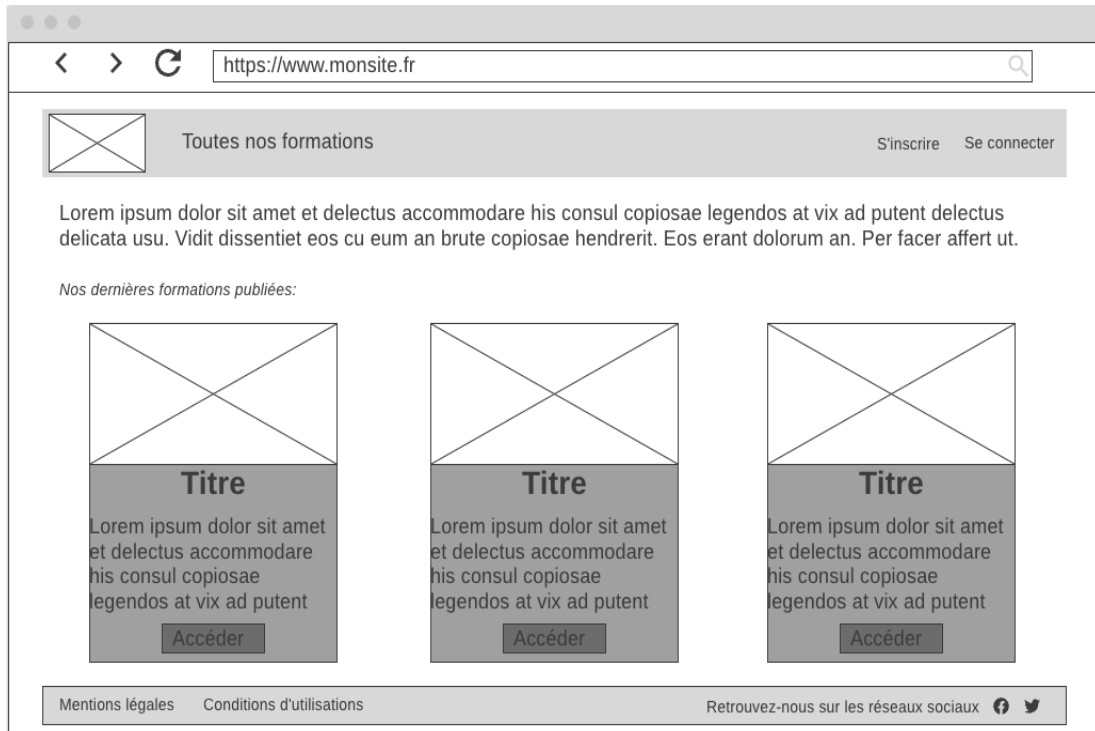 https://www.monsite.fr
Toutes nos formations
S'inscrire
Se connecter
Lorem ipsum dolor sit amet et delectus accommodare his consul copiosae legendos at vix ad putent delectus
delicata usu. Vidit dissentiet eos cu eum an brute copiosae hendrerit. Eos erant dolorum an. Per facer affert ut.
Nos dernières formations publiées:
Titre
Lorem ipsum dolor sit amet
et delectus accommodare
his consul copiosae
legendos at vix ad putent
Accéder
Titre
Lorem ipsum dolor sit amet
et delectus accommodare
his consul copiosae
legendos at vix ad putent
Accéder
Titre
Lorem ipsum dolor sit amet
et delectus accommodare
his consul copiosae
legendos at vix ad putent
Accéder
Mentions légales
Conditions d'utilisations
Retrouvez-nous sur les réseaux sociaux